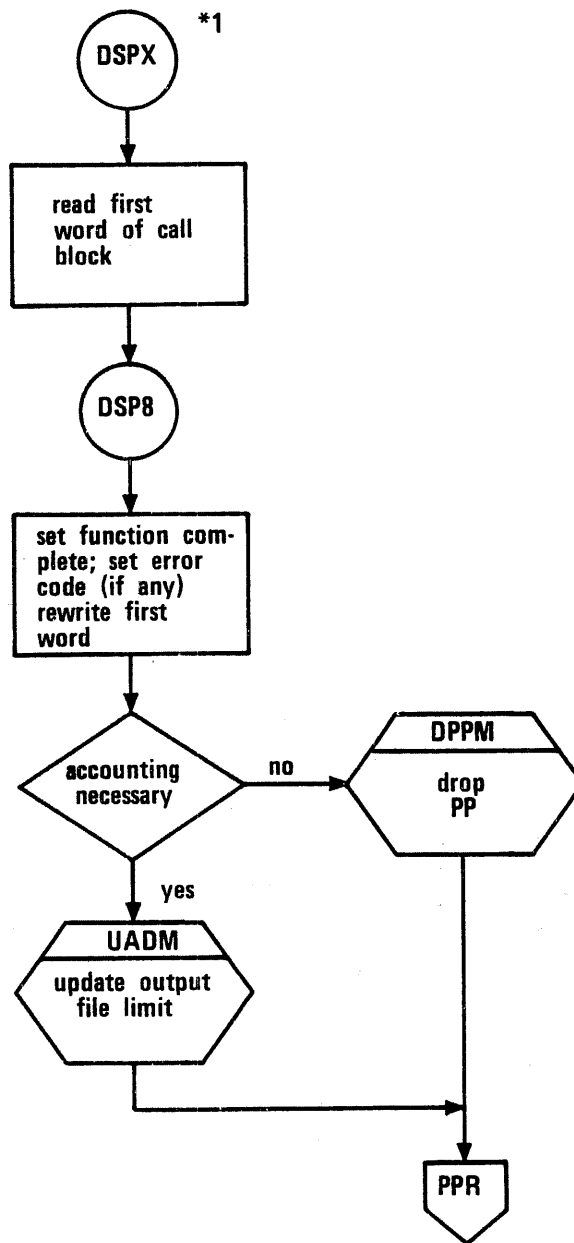 *1
DSPX
read first
word of call
block
DSP8
set function com-
plete; set error
code (if any)
rewrite first
word
accounting
necessary
no
DPPM
drop
PP
yes
UADM
update output
file limit
PPR